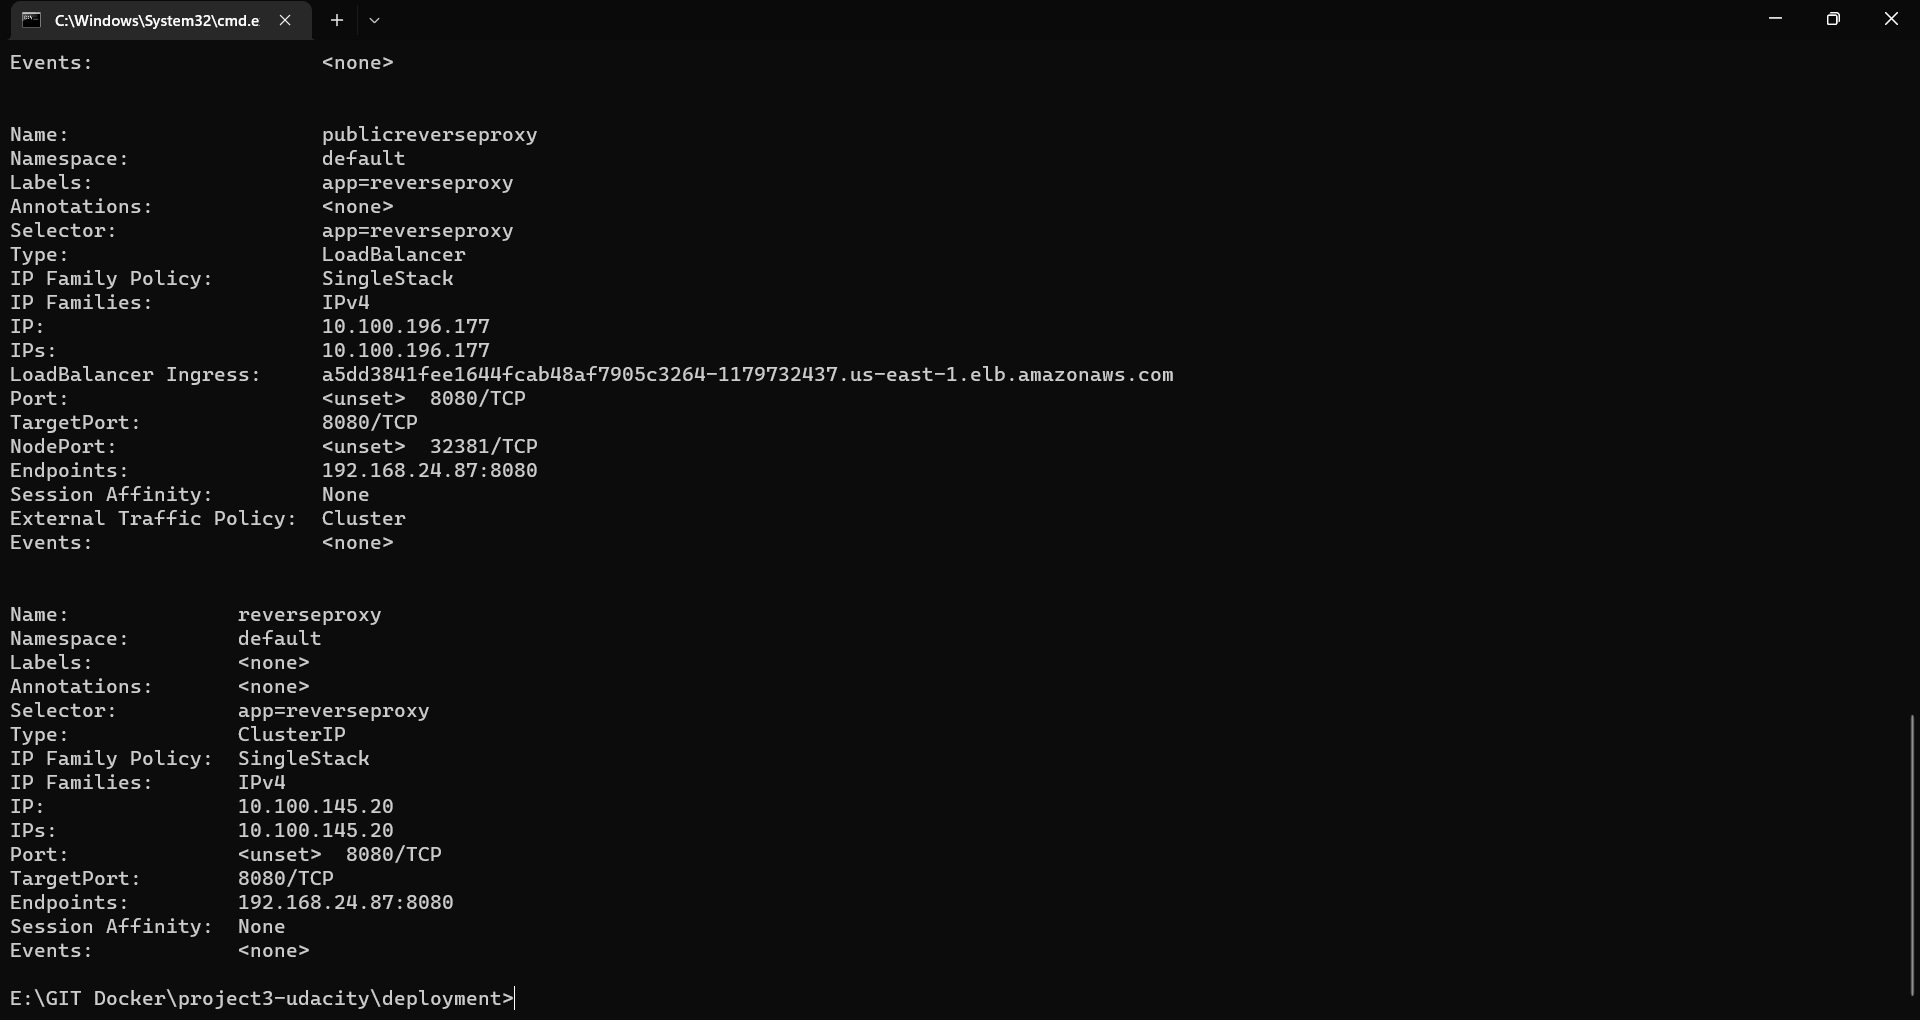 C:\Windows\System32\cmd.e
Events: <none>
Name: publicreverseproxy
Namespace: default
Labels: app=reverseproxy
Annotations: <none>
Selector: app=reverseproxy
Type: LoadBalancer
IP Family Policy: SingleStack
IP Families: IPv4
IP: 10.100.196.177
IPs: 10.100.196.177
LoadBalancer Ingress: a5dd3841fee1644fcab48af7905c3264-1179732437.us-east-1.elb.amazonaws.com
Port: <unset> 8080/TCP
TargetPort: 8080/TCP
NodePort: <unset> 32381/TCP
Endpoints: 192.168.24.87:8080
Session Affinity: None
External Traffic Policy: Cluster
Events: <none>
Name: reverseproxy
Namespace: default
Labels: <none>
Annotations: <none>
Selector: app=reverseproxy
Type: ClusterIP
IP Family Policy: SingleStack
IP Families: IPv4
IP: 10.100.145.20
IPs: 10.100.145.20
Port: <unset> 8080/TCP
TargetPort: 8080/TCP
Endpoints: 192.168.24.87:8080
Session Affinity: None
Events: <none>
E:\GIT Docker\project3-udacity\deployment>